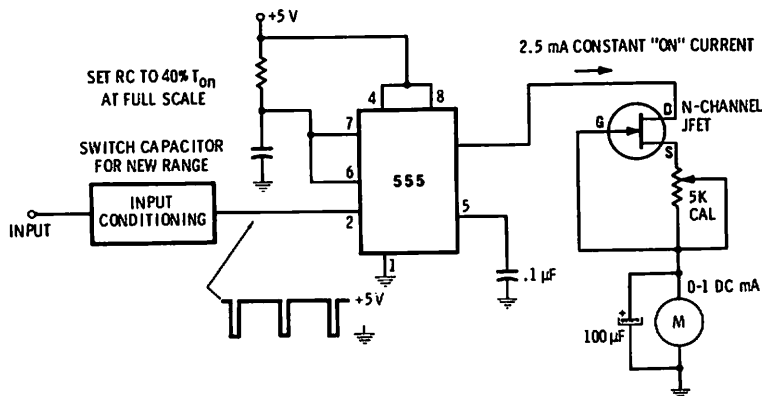 +5 V
2.5 mA CONSTANT "ON" CURRENT
SET RC TO 40% Ton
AT FULL SCALE
4
8
D
N-CHANNEL
JFET
G
S
7
SWITCH CAPACITOR
FOR NEW RANGE
6
555
5K
CAL
INPUT
CONDITIONING
INPUT
2
5
1
.1 μF
+5 V
0-1 DC mA
+
100 μF
M